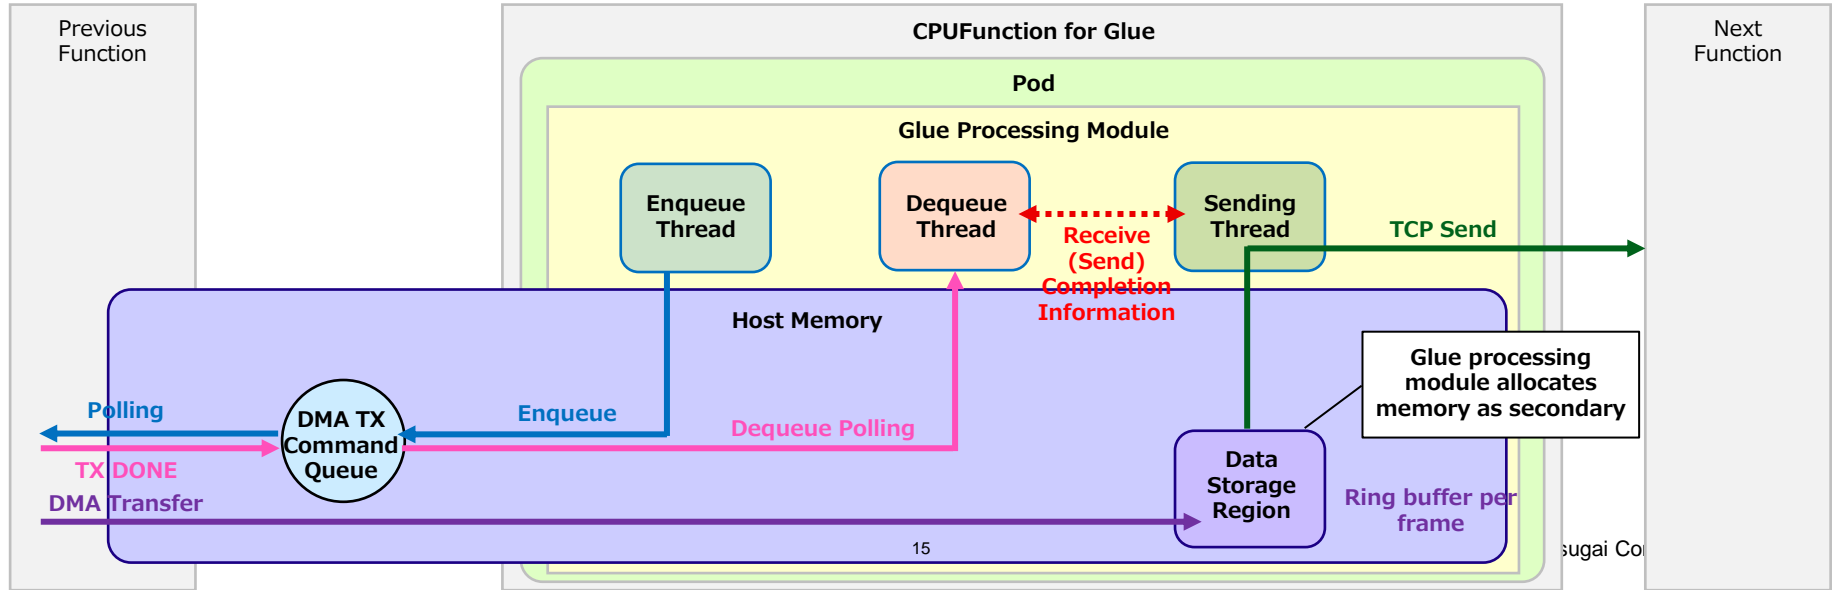 Previous
Function
CPUFunction for Glue
Next
Function
Pod
Glue Processing Module
Enqueue
Thread
Dequeue
Thread
Sending
Thread
Receive
(Send)
Completion
Information
TCP Send
Host Memory
Glue processing
module allocates
memory as secondary
Polling
DMA TX
Command
Queue
Enqueue
Dequeue Polling
TX DONE
DMA Transfer
Data
Storage
Region
Ring buffer per
frame
15